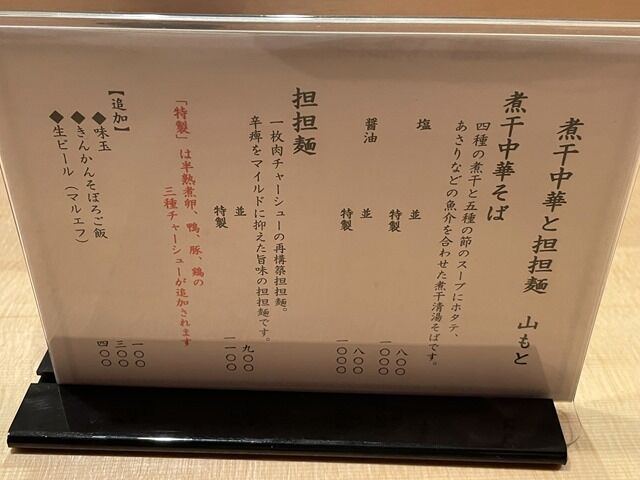 煮干中華と担担麺 山もと
煮干中華そば
四種の煮干と五種の節のスープにホタテ、
あさりなどの魚介を合わせた煮干清湯そばです。
塩
並 八〇〇
特製 一〇〇〇
醤油
並 八〇〇
特製 一〇〇〇
担担麺
一枚肉チャーシューの再構築担担麺。
辛痺をマイルドに抑えた旨味の担担麺です。
並 九〇〇
特製 一一〇〇
「特製」は半熟煮卵、鴨、豚、鶏の
三種チャーシューが追加されます
【追加】
◆味玉 一〇〇
◆きんかんそぼろご飯 三〇〇
◆生ビール（マルエフ） 四〇〇